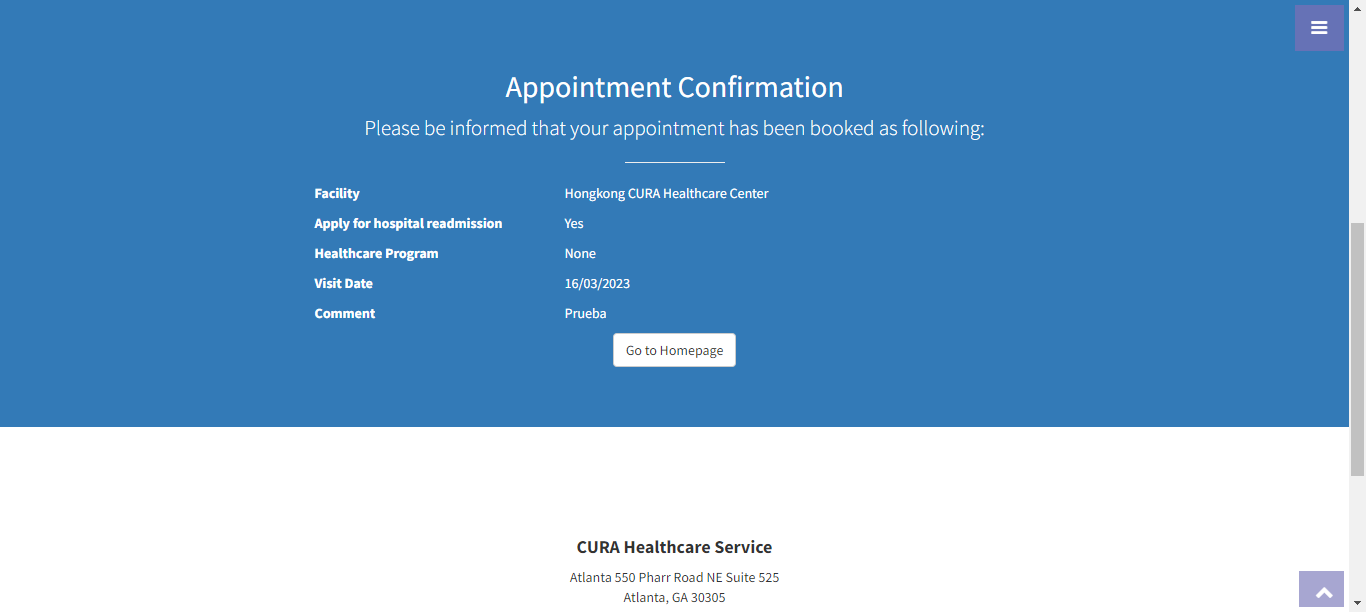 Appointment Confirmation
Please be informed that your appointment has been booked as following:
Facility Hongkong CURA Healthcare Center
Apply for hospital readmission Yes
Healthcare Program None
Visit Date 16/03/2023
Comment Prueba
Go to Homepage
CURA Healthcare Service
Atlanta 550 Pharr Road NE Suite 525
Atlanta, GA 30305